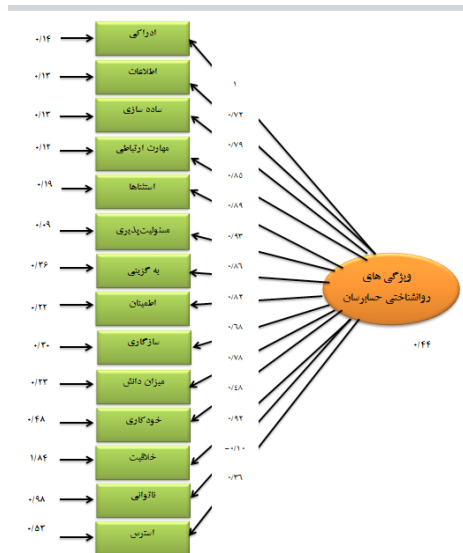 ویژگی های
روانشناختی حسابرسان
۰/۴۴
۱
۰/۷۲
۰/۷۹
۰/۸۵
۰/۸۹
۰/۹۳
۰/۸۶
۰/۸۲
۰/۶۸
۰/۷۸
۰/۴۸
۰/۹۲
-۰/۱۰
۰/۳۶
ادراکی ۰/۱۴
اطلاعات ۰/۱۳
ساده سازی ۰/۱۳
مهارت ارتباطی ۰/۱۲
استثناها ۰/۱۹
مسئولیت‌پذیری ۰/۰۹
به گزینی ۰/۳۶
اطمینان ۰/۲۲
سازگاری ۰/۳۰
میزان دانش ۰/۲۳
خودکاری ۰/۴۸
خلاقیت ۱/۸۴
ناتوانی ۰/۹۸
استرس ۰/۵۳